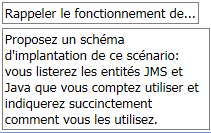 Rappeler le fonctionnement de...
Proposez un schéma
d'implantation de ce scénario:
vous listerez les entités JMS et
Java que vous comptez utiliser et
indiquerez succinctement
comment vous les utilisez.